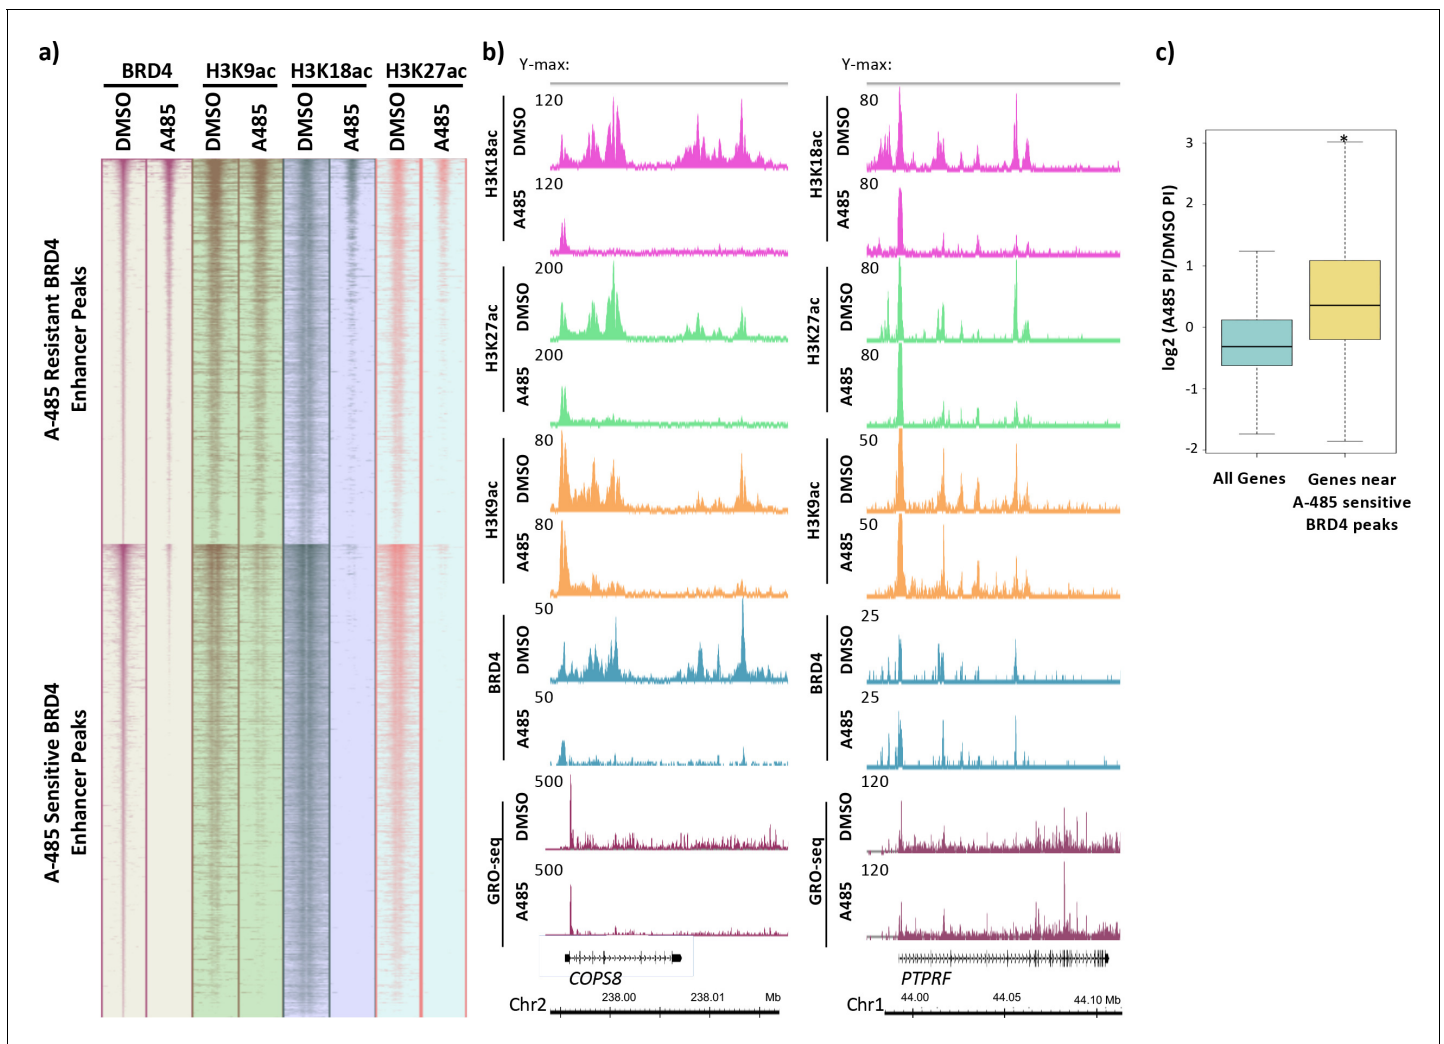 a)
BRD4
H3K9ac
H3K18ac
H3K27ac
DMSO
A485
DMSO
A485
DMSO
A485
DMSO
A485
A-485 Resistant BRD4
Enhancer Peaks
A-485 Sensitive BRD4
Enhancer Peaks
b)
Y-max:
H3K18ac
DMSO
120
A485
120
H3K27ac
DMSO
200
A485
200
H3K9ac
DMSO
80
A485
80
BRD4
DMSO
50
A485
50
GRO-seq
DMSO
500
A485
500
COPS8
Chr2
238.00
238.01
Mb
Y-max:
H3K18ac
DMSO
80
A485
80
H3K27ac
DMSO
80
A485
80
H3K9ac
DMSO
50
A485
50
BRD4
DMSO
25
A485
25
GRO-seq
DMSO
120
A485
120
PTPRF
Chr1
44.00
44.05
44.10 Mb
c)
log2 (A485 PI/DMSO PI)
3
2
1
0
-1
-2
*
All Genes
Genes near
A-485 sensitive
BRD4 peaks